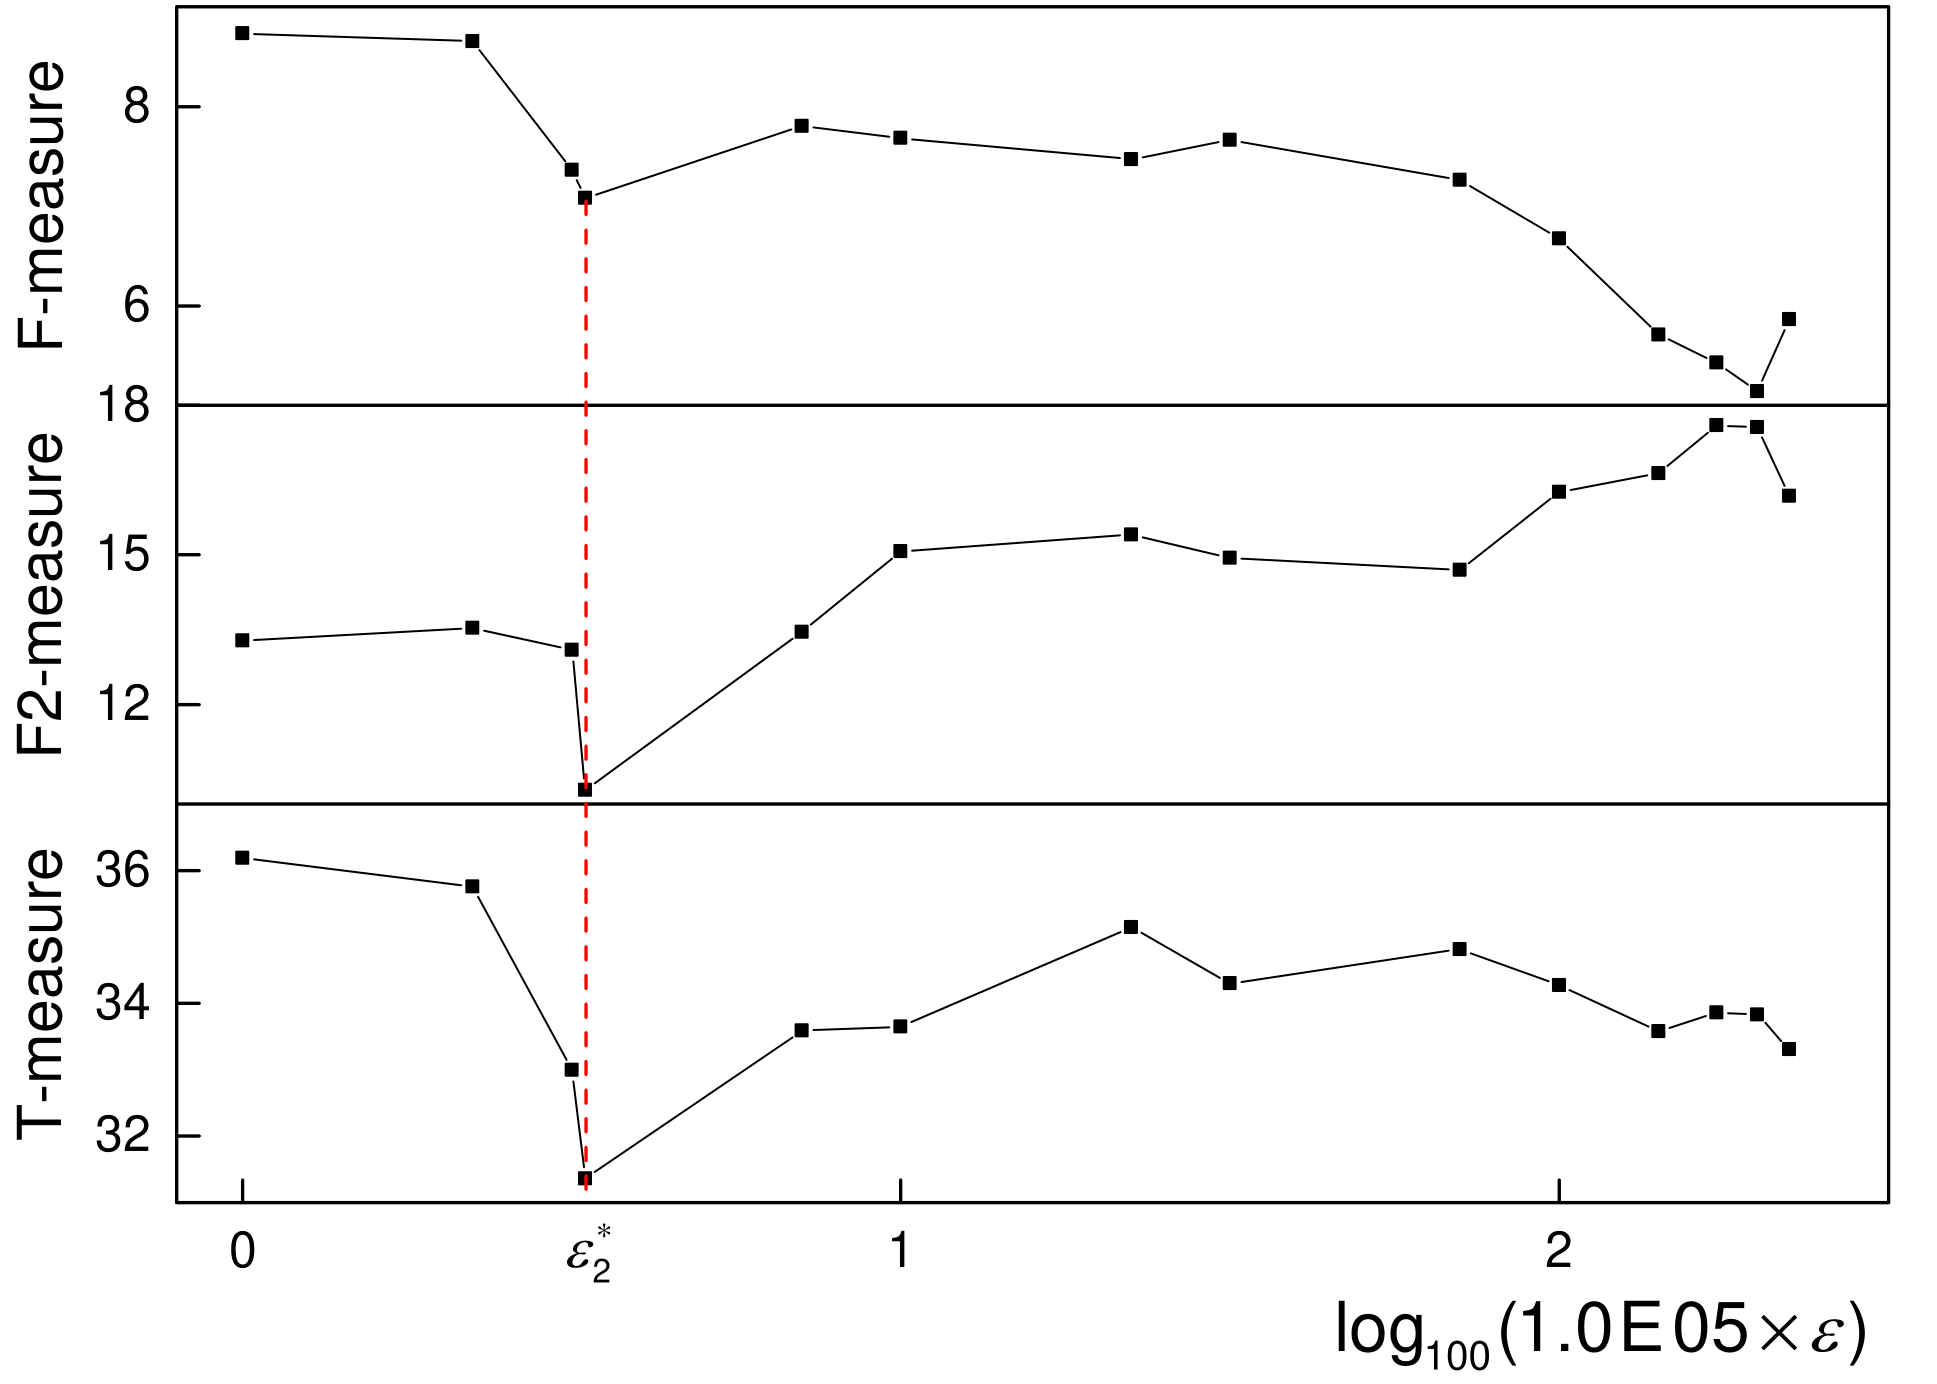 F-measure
8
6
F2-measure
18
15
12
T-measure
36
34
32
0
ε₂*
1
2
log₁₀₀(1.0E05×ε)